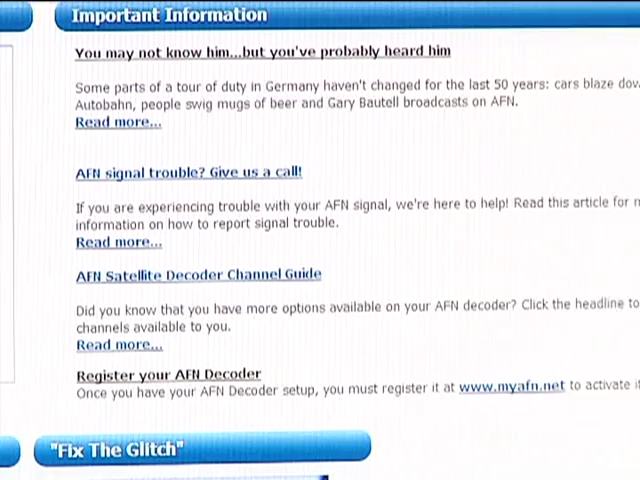 Important Information
You may not know him...but you've probably heard him
Some parts of a tour of duty in Germany haven't changed for the last 50 years: cars blaze
Autobahn, people swig mugs of beer and Gary Bautell broadcasts on AFN.
Read more...
AFN signal trouble? Give us a call!
If you are experiencing trouble with your AFN signal, we're here to help! Read this article for
information on how to report signal trouble.
Read more...
AFN Satellite Decoder Channel Guide
Did you know that you have more options available on your AFN decoder? Click the headline to
channels available to you.
Read more...
Register your AFN Decoder
Once you have your AFN Decoder setup, you must register it at www.myafn.net to activate
"Fix The Glitch"